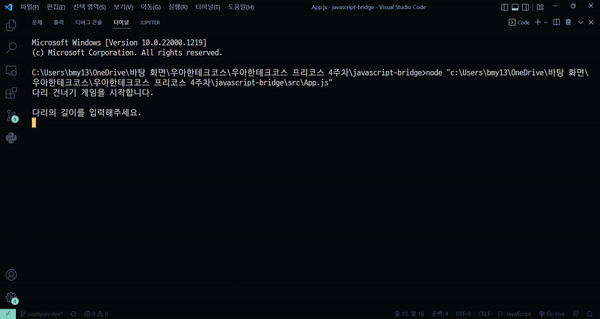 파일(F) 편집(E) 선택 영역(S) 보기(V) 이동(G) 실행(R) 터미널(T) 도움말(H) App.js - javascript-bridge - Visual Studio Code
문제 출력 디버그 콘솔 터미널 JUPYTER Code
Microsoft Windows [Version 10.0.22000.1219]
(c) Microsoft Corporation. All rights reserved.
C:\Users\bmy13\OneDrive\바탕 화면\우아한테크코스\우아한테크코스 프리코스 4주차\javascript-bridge>node "c:\Users\bmy13\OneDrive\바탕 화면\
우아한테크코스\우아한테크코스 프리코스 4주차\javascript-bridge\src\App.js"
다리 건너기 게임을 시작합니다.
다리의 길이를 입력해주세요.
1
1
0 0 줄 13, 열 18 공백: 4 UTF-8 CRLF {} JavaScript Go Live